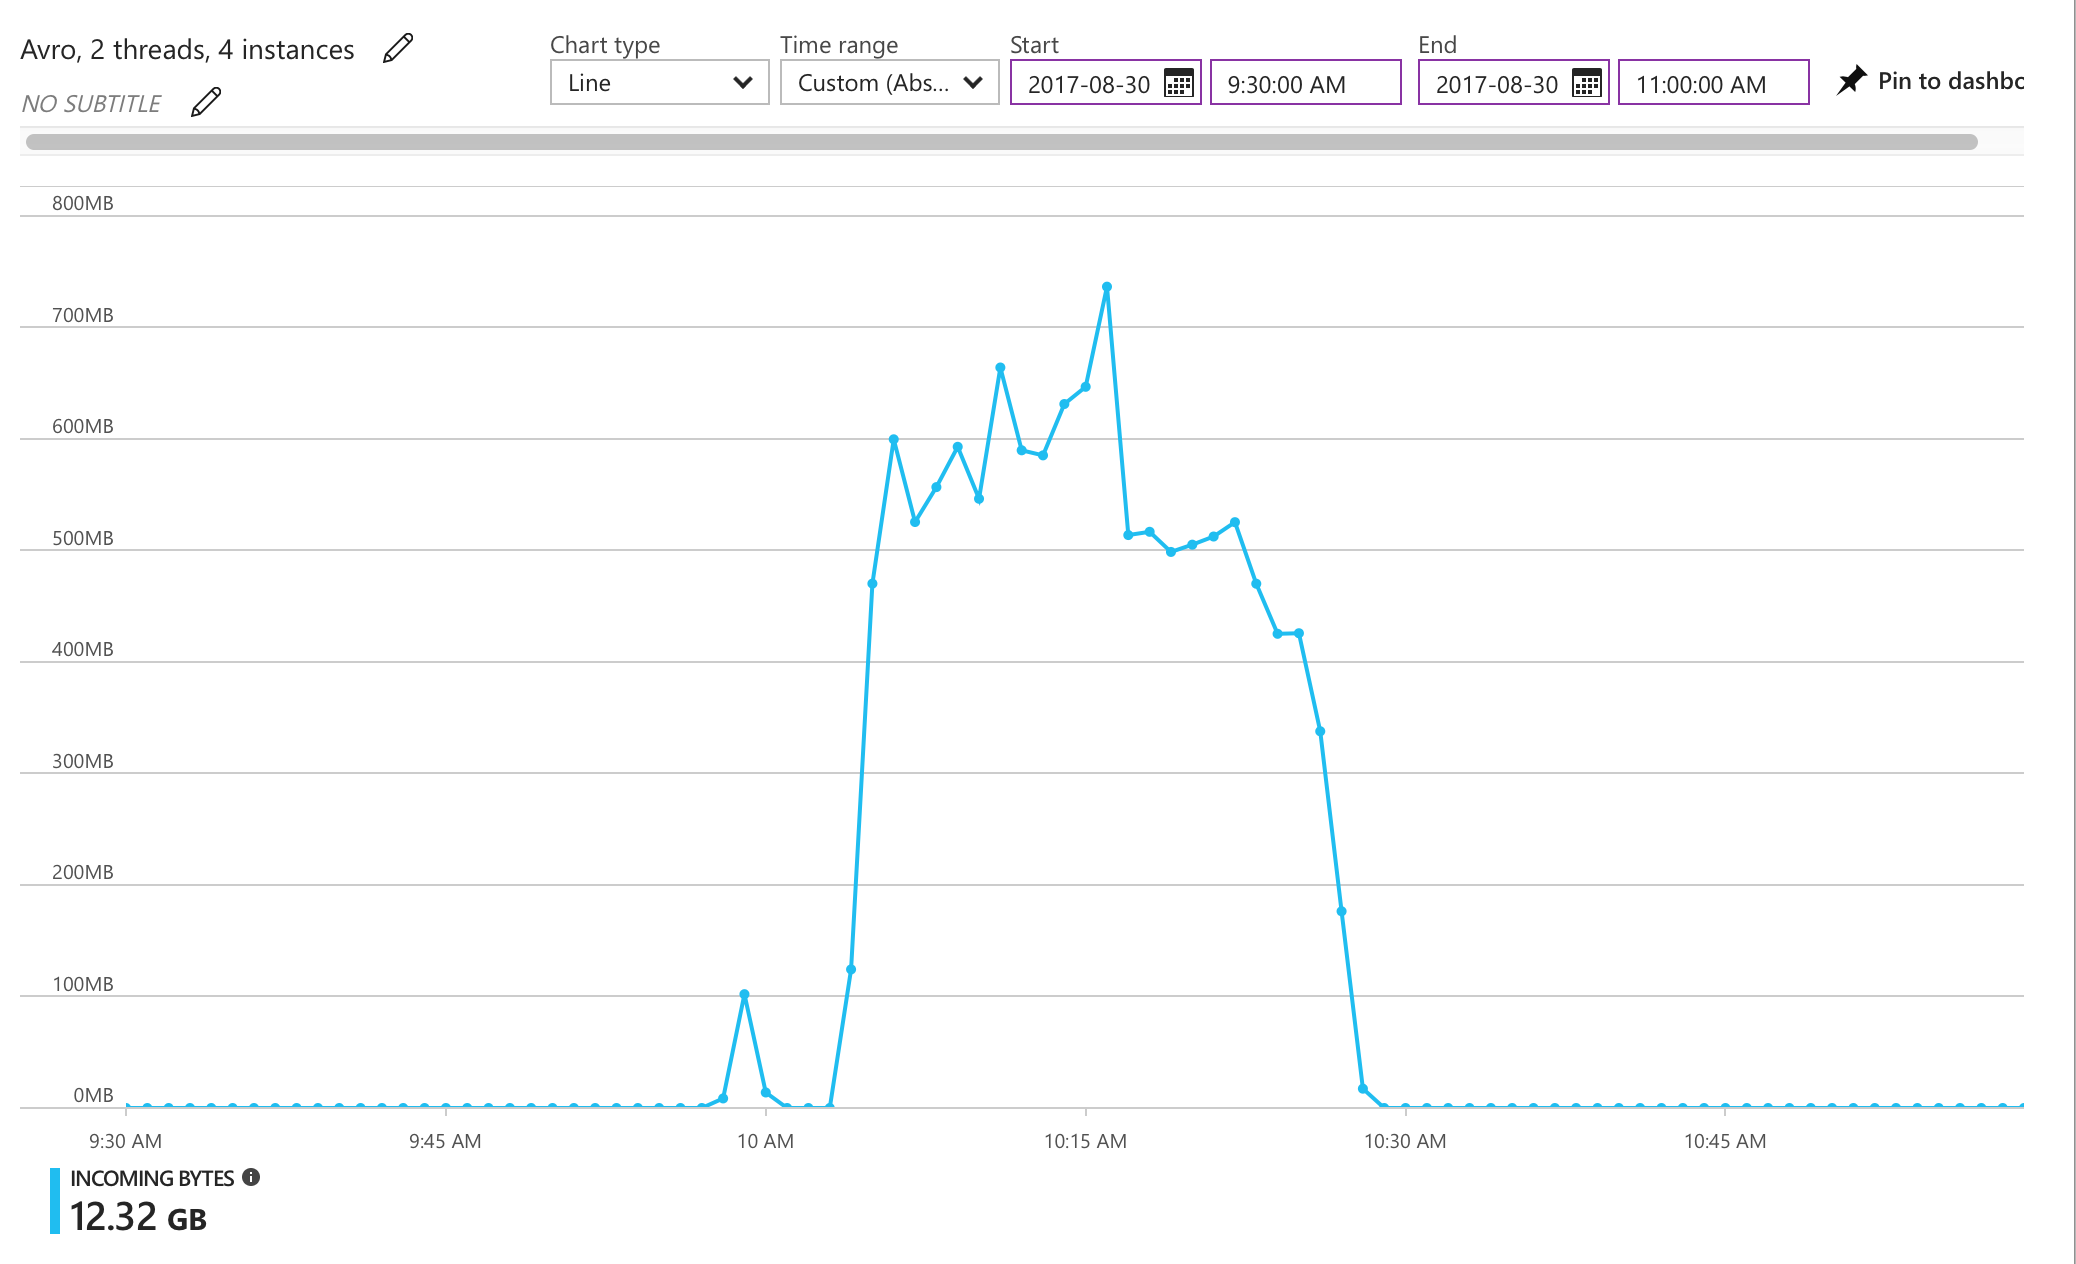 Avro, 2 threads, 4 instances
NO SUBTITLE
Chart type
Line
Time range
Custom (Abs...
Start
2017-08-30
9:30:00 AM
End
2017-08-30
11:00:00 AM
Pin to dashbo
800MB
700MB
600MB
500MB
400MB
300MB
200MB
100MB
0MB
9:30 AM 9:45 AM 10 AM 10:15 AM 10:30 AM 10:45 AM
INCOMING BYTES
12.32 GB